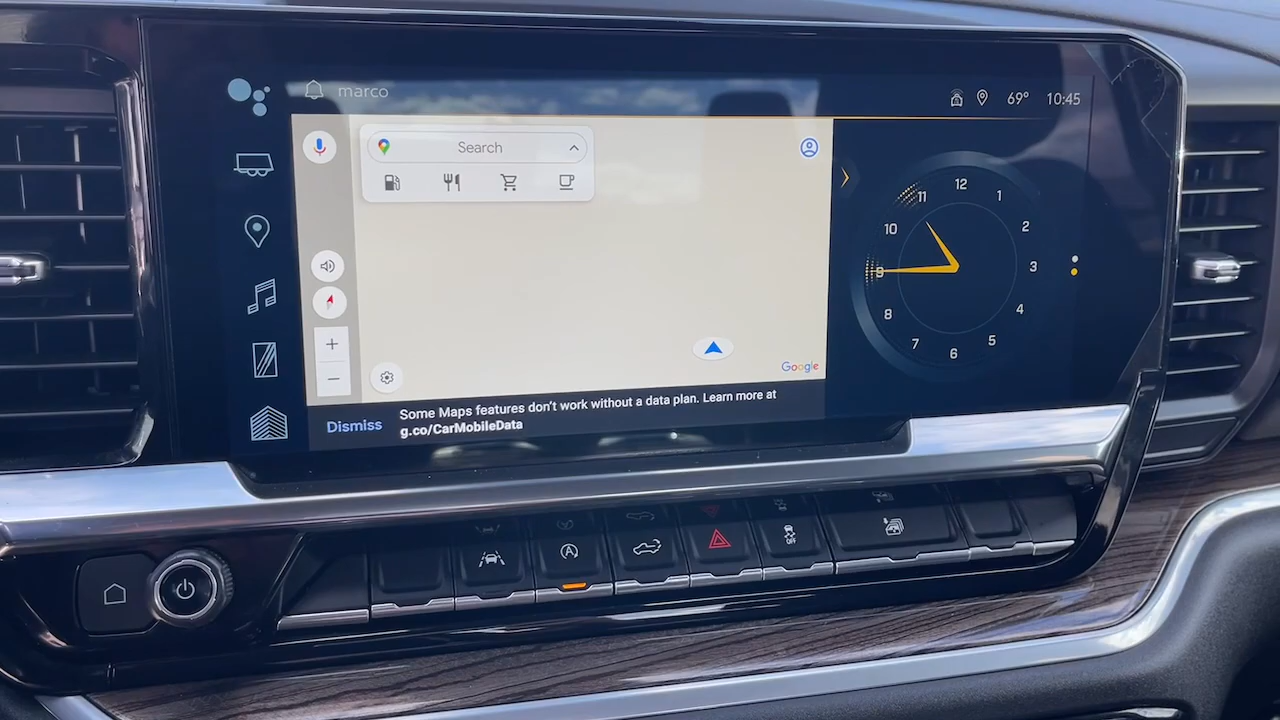 marco
69° 10:45
Search
Google
Some Maps features don't work without a data plan. Learn more at
g.co/CarMobileData
Dismiss
12
1
2
3
4
5
6
7
8
9
10
11
OFF